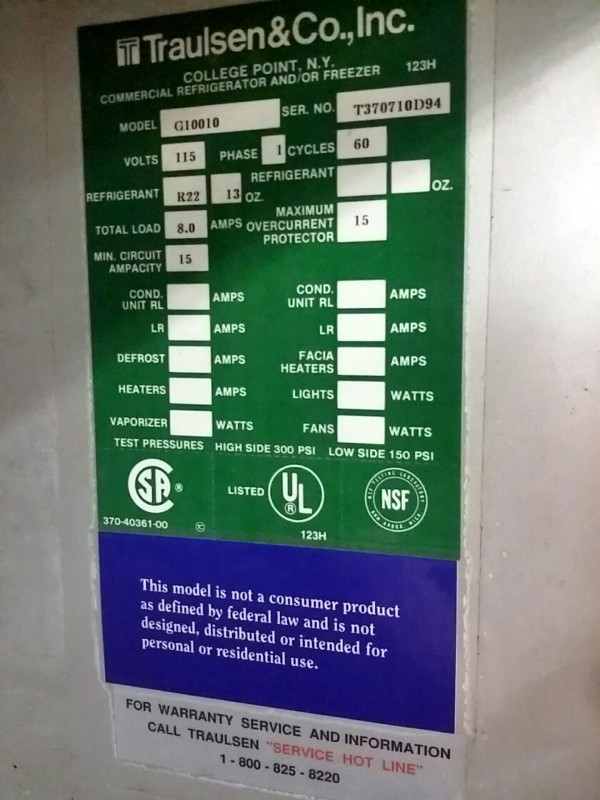 Traulsen & Co., Inc.
COLLEGE POINT, N.Y.
COMMERCIAL REFRIGERATOR AND/OR FREEZER 123H
MODEL G10010 SER. NO. T370710D94
VOLTS 115 PHASE 1 CYCLES 60
REFRIGERANT R22 13 OZ. REFRIGERANT OZ.
TOTAL LOAD 8.0 AMPS MAXIMUM OVERCURRENT PROTECTOR 15
MIN. CIRCUIT AMPACITY 15
COND. UNIT RL AMPS COND. UNIT RL AMPS
LR AMPS LR AMPS
DEFROST AMPS FACIA HEATERS AMPS
HEATERS AMPS LIGHTS WATTS
VAPORIZER WATTS FANS WATTS
TEST PRESSURES HIGH SIDE 300 PSI LOW SIDE 150 PSI
SA ® LISTED UL ® NSF
370-40361-00 123H
This model is not a consumer product
as defined by federal law and is not
designed, distributed or intended for
personal or residential use.
FOR WARRANTY SERVICE AND INFORMATION
CALL TRAULSEN "SERVICE HOT LINE"
1 - 800 - 825 - 8220